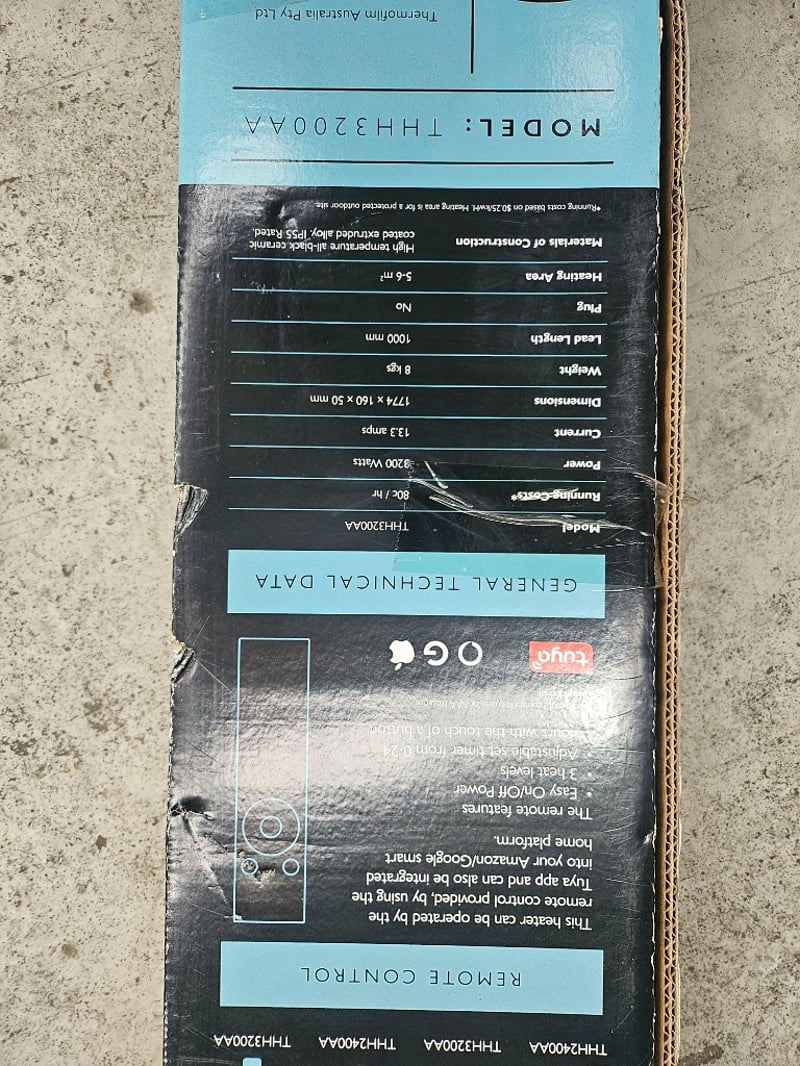 THH2400AA THH3200AA THH2400AA THH3200AA
REMOTE CONTROL
This heater can be operated by the
remote control provided, by using the
Tuya app and can also be integrated
into your Amazon/Google smart
home platform.
The remote features
• Easy On/Off Power
• 3 heat levels
• Adjustable set timer from 0-24
hours with the touch of a button
control requires 2x AAA batteries
tuya
GENERAL TECHNICAL DATA
Model THH3200AA
Running Costs* 80c / hr
Power 3200 Watts
Current 13.3 amps
Dimensions 1774 x 160 x 50 mm
Weight 8 kgs
Lead Length 1000 mm
Plug No
Heating Area 5-6 m²
Materials of Construction High temperature all-black ceramic
coated extruded alloy. IP55 Rated.
*Running costs based on $0.25/kwH. Heating area is for a protected outdoor site.
MODEL: THH3200AA
Thermofilm Australia Pty Ltd